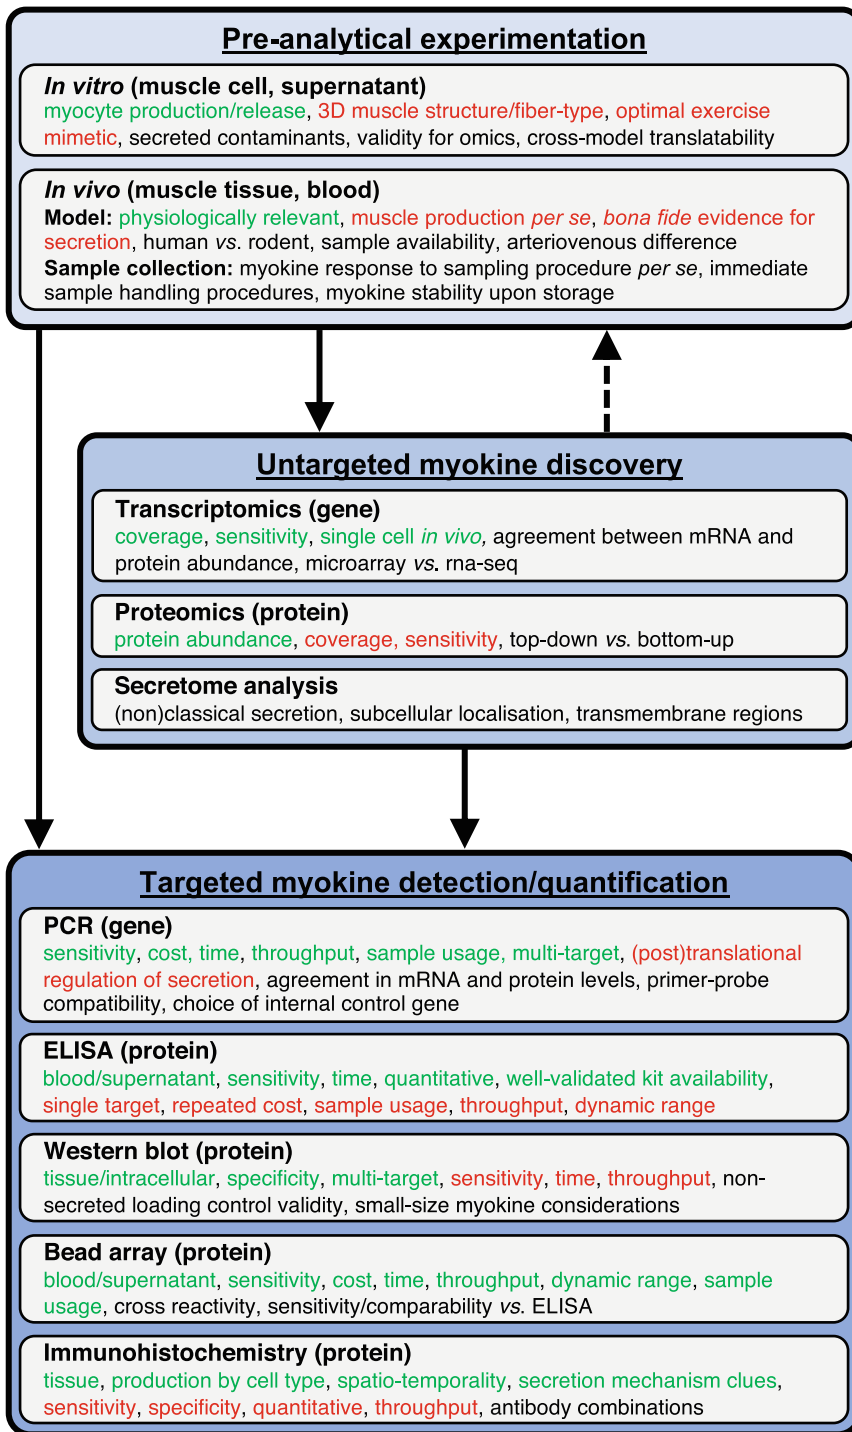 Pre-analytical experimentation
In vitro (muscle cell, supernatant)
myocyte production/release, 3D muscle structure/fiber-type, optimal exercise
mimetic, secreted contaminants, validity for omics, cross-model translatability
In vivo (muscle tissue, blood)
Model: physiologically relevant, muscle production per se, bona fide evidence for
secretion, human vs. rodent, sample availability, arteriovenous difference
Sample collection: myokine response to sampling procedure per se, immediate
sample handling procedures, myokine stability upon storage
Untargeted myokine discovery
Transcriptomics (gene)
coverage, sensitivity, single cell in vivo, agreement between mRNA and
protein abundance, microarray vs. rna-seq
Proteomics (protein)
protein abundance, coverage, sensitivity, top-down vs. bottom-up
Secretome analysis
(non)classical secretion, subcellular localisation, transmembrane regions
Targeted myokine detection/quantification
PCR (gene)
sensitivity, cost, time, throughput, sample usage, multi-target, (post)translational
regulation of secretion, agreement in mRNA and protein levels, primer-probe
compatibility, choice of internal control gene
ELISA (protein)
blood/supernatant, sensitivity, time, quantitative, well-validated kit availability,
single target, repeated cost, sample usage, throughput, dynamic range
Western blot (protein)
tissue/intracellular, specificity, multi-target, sensitivity, time, throughput, non-
secreted loading control validity, small-size myokine considerations
Bead array (protein)
blood/supernatant, sensitivity, cost, time, throughput, dynamic range, sample
usage, cross reactivity, sensitivity/comparability vs. ELISA
Immunohistochemistry (protein)
tissue, production by cell type, spatio-temporality, secretion mechanism clues,
sensitivity, specificity, quantitative, throughput, antibody combinations